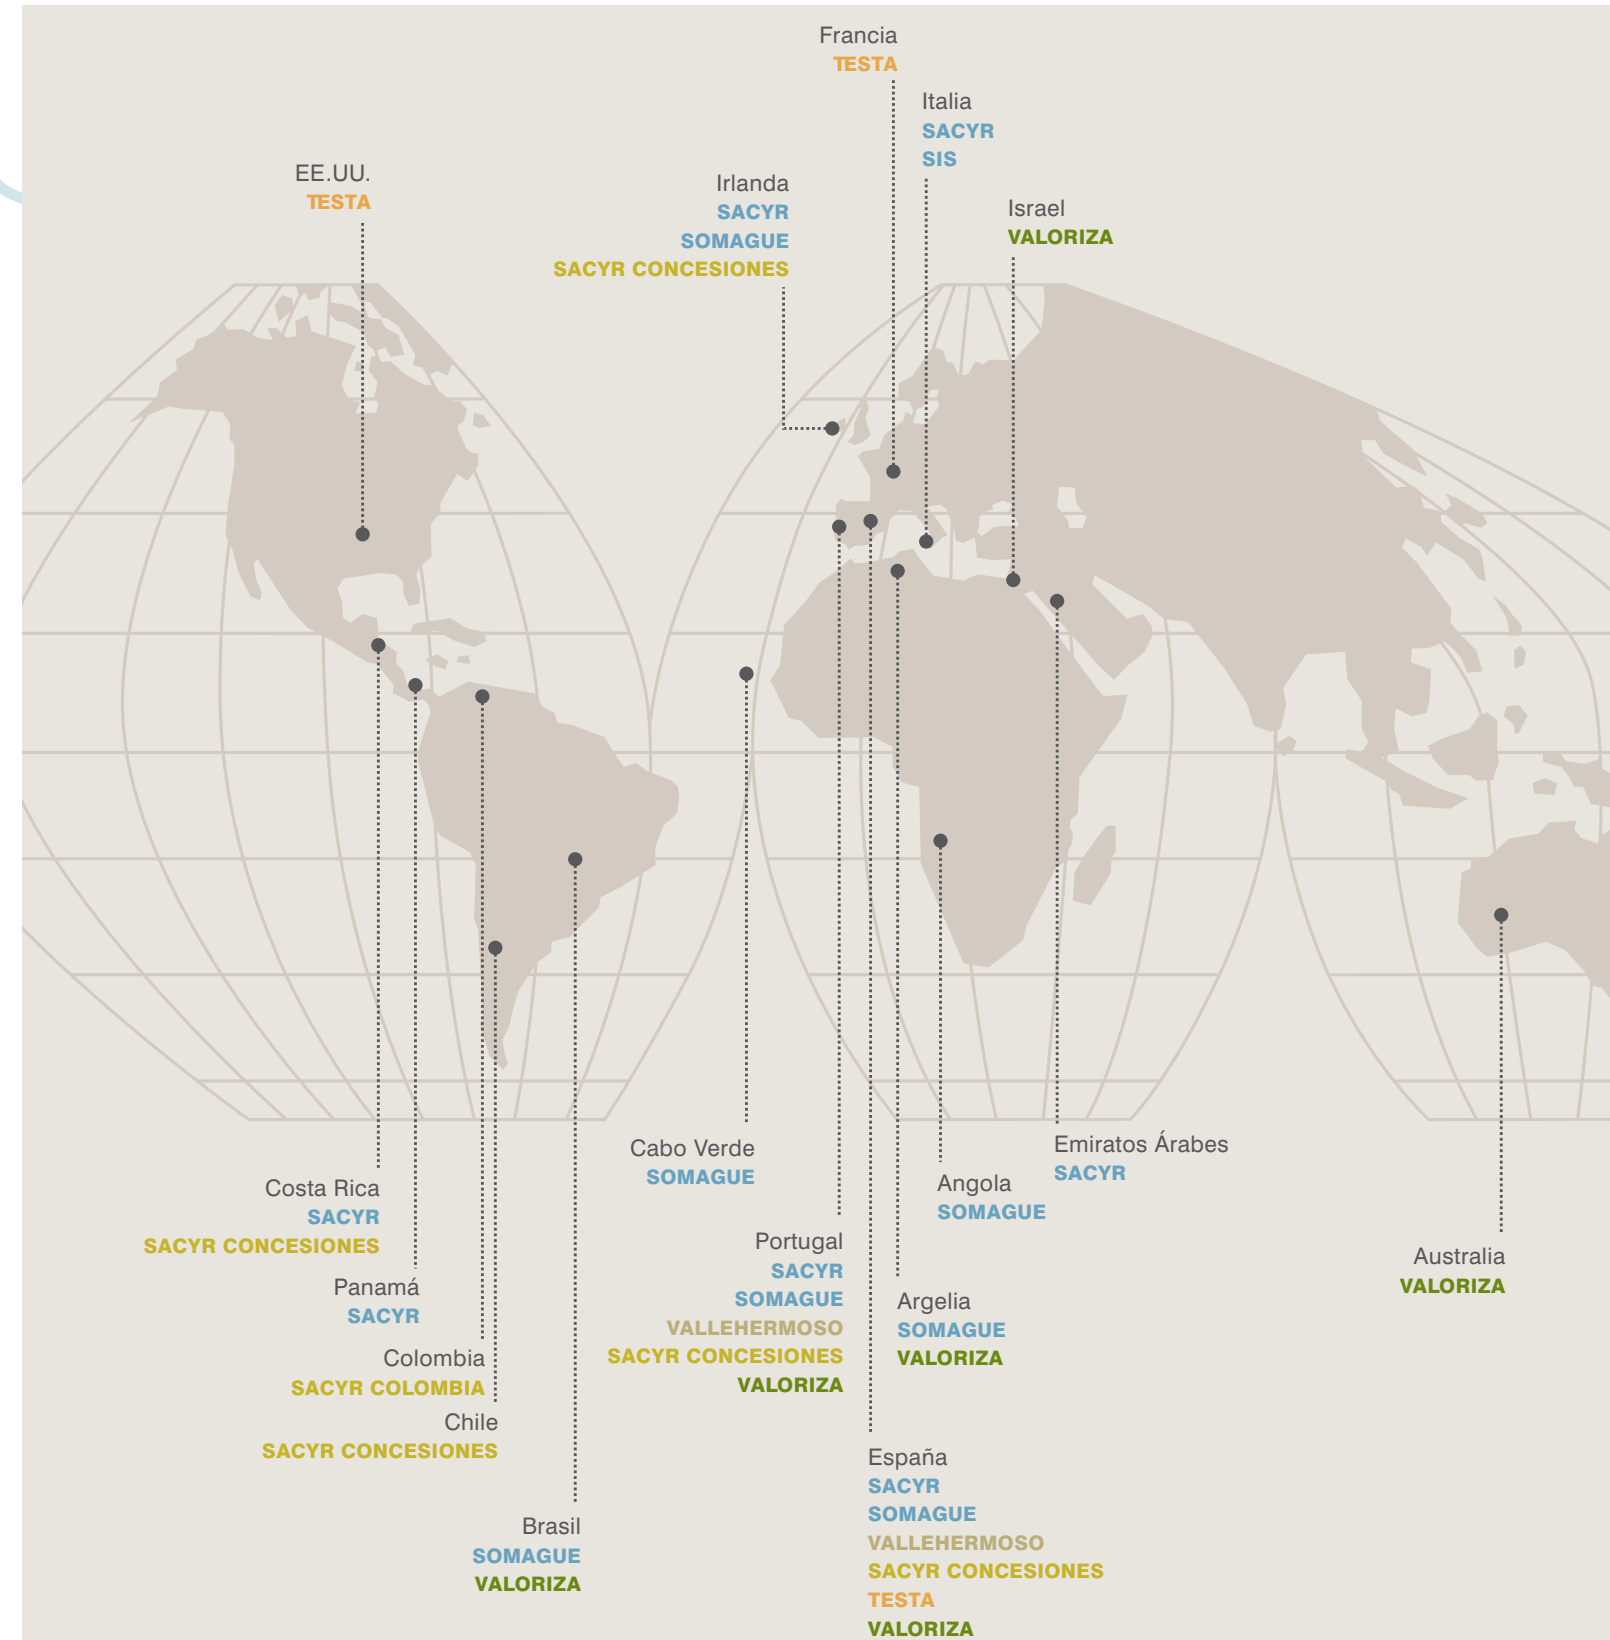 Francia
TESTA
Italia
SACYR
SIS
EE.UU.
TESTA
Irlanda
SACYR
SOMAGUE
SACYR CONCESIONES
Israel
VALORIZA
Cabo Verde
SOMAGUE
Emiratos Árabes
SACYR
Angola
SOMAGUE
Costa Rica
SACYR
SACYR CONCESIONES
Panamá
SACYR
Colombia
SACYR COLOMBIA
Chile
SACYR CONCESIONES
Portugal
SACYR
SOMAGUE
VALLEHERMOSO
SACYR CONCESIONES
VALORIZA
Argelia
SOMAGUE
VALORIZA
Australia
VALORIZA
Brasil
SOMAGUE
VALORIZA
España
SACYR
SOMAGUE
VALLEHERMOSO
SACYR CONCESIONES
TESTA
VALORIZA